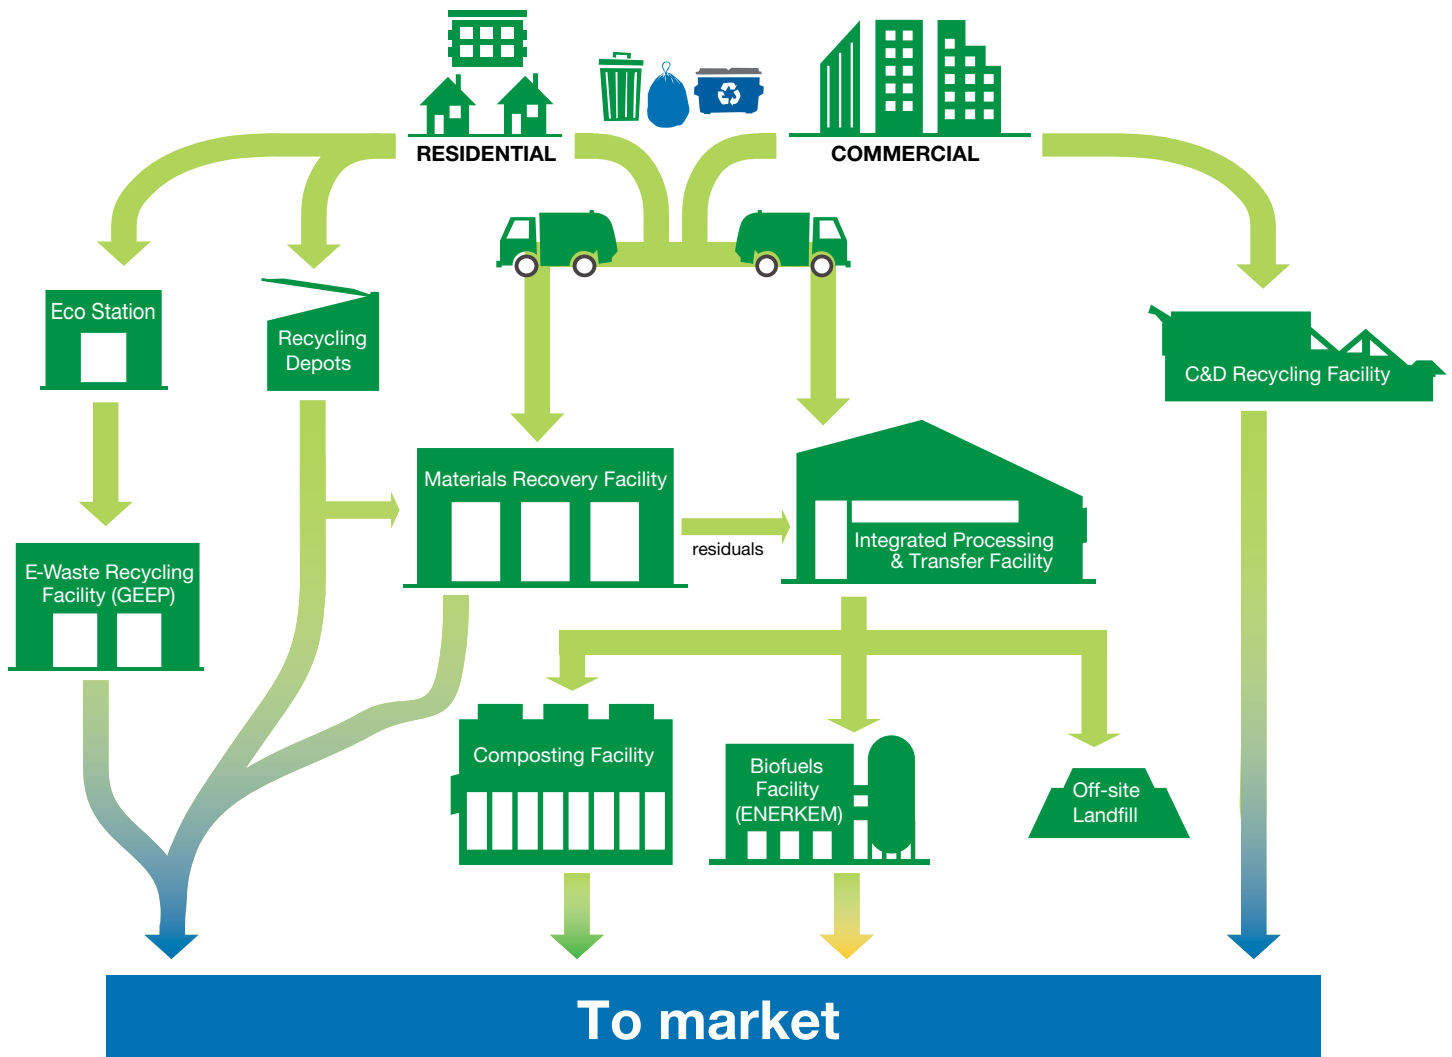 RESIDENTIAL
COMMERCIAL
Eco Station
Recycling
Depots
C&D Recycling Facility
Materials Recovery Facility
residuals
Integrated Processing
& Transfer Facility
E-Waste Recycling
Facility (GEEP)
Composting Facility
Biofuels
Facility
(ENERKEM)
Off-site
Landfill
To market